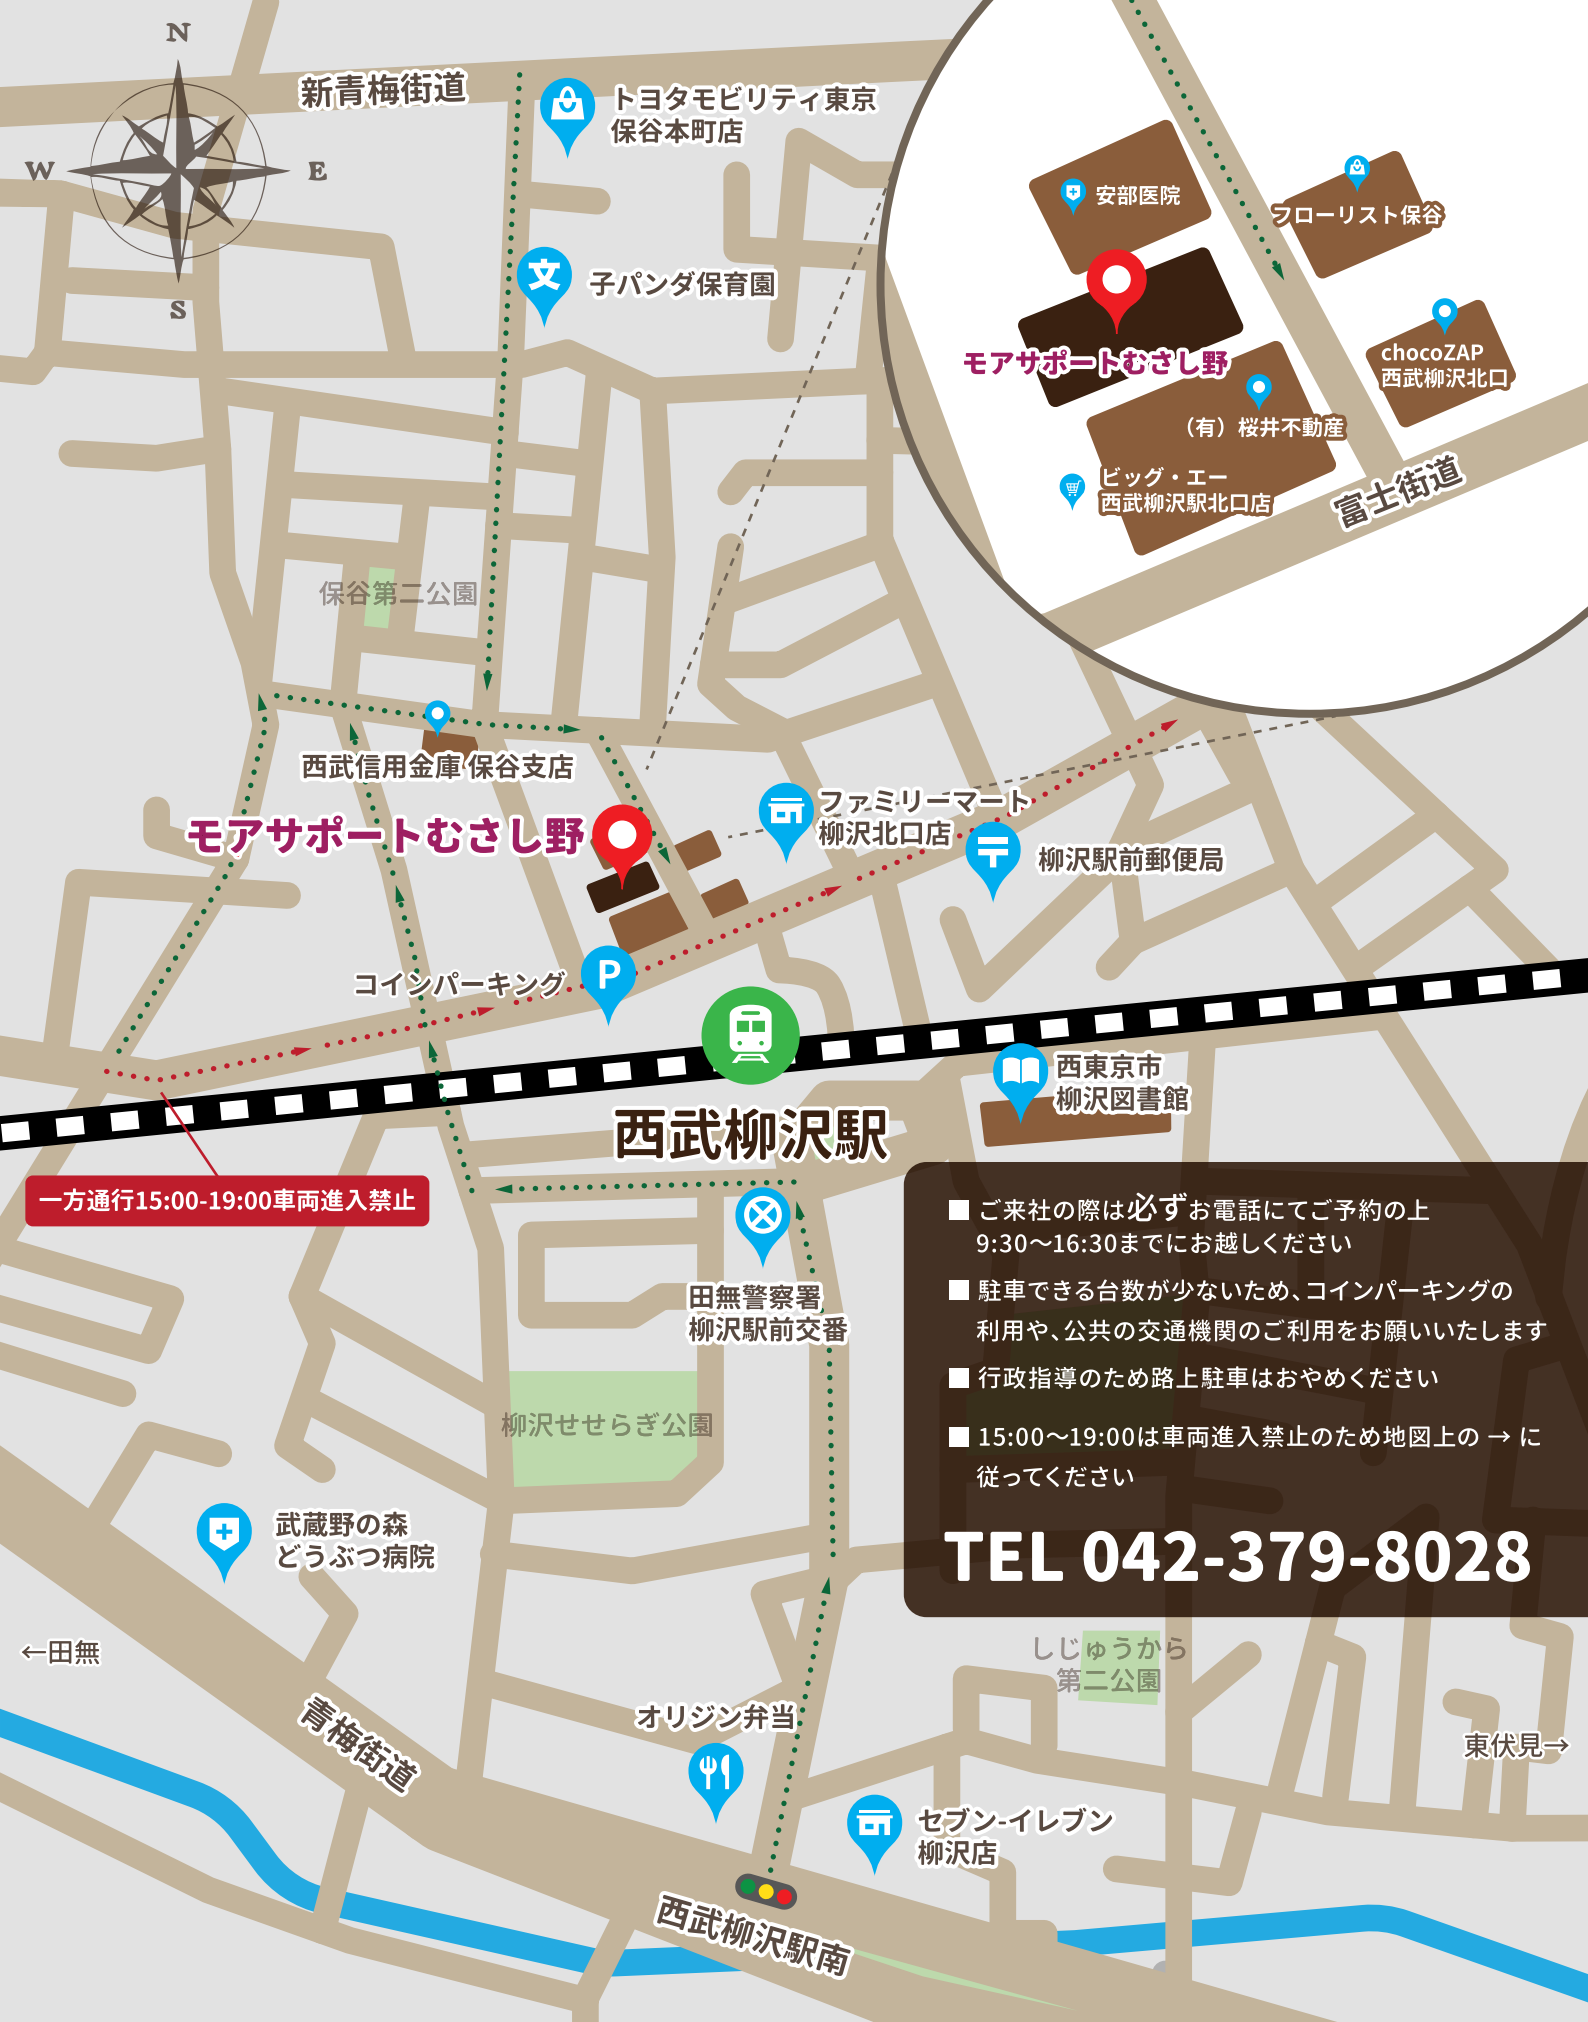 N
W
E
S
新青梅街道
トヨタモビリティ東京
保谷本町店
子パンダ保育園
安部医院
フローリスト保谷
モアサポートむさし野
chocoZAP
西武柳沢北口
(有)桜井不動産
ビッグ・エー
西武柳沢駅北口店
富士街道
保谷第二公園
西武信用金庫 保谷支店
モアサポートむさし野
ファミリーマート
柳沢北口店
柳沢駅前郵便局
コインパーキング
P
西武柳沢駅
西東京市
柳沢図書館
一方通行15:00-19:00車両進入禁止
文
田無警察署
柳沢駅前交番
柳沢せせらぎ公園
■ ご来社の際は必ずお電話にてご予約の上
9:30〜16:30までにお越しください
■ 駐車できる台数が少ないため、コインパーキングの
利用や、公共の交通機関のご利用をお願いいたします
■ 行政指導のため路上駐車はおやめください
■ 15:00〜19:00は車両進入禁止のため地図上の → に
従ってください
TEL 042-379-8028
武蔵野の森
どうぶつ病院
←田無
青梅街道
しじゅうから
第二公園
オリジン弁当
東伏見→
セブン-イレブン
柳沢店
西武柳沢駅南